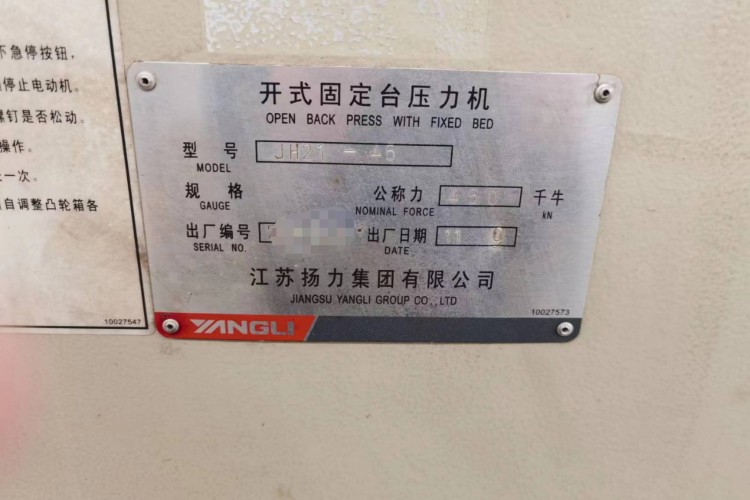 不急停按钮,
停止电动机。
钉是否松动。
操作。
一次。
自调整凸轮箱各
10027547
开式固定台压力机
OPEN BACK PRESS WITH FIXED BED
型号 JH21-45
MODEL
规格 公称力 450 千牛
GAUGE NOMINAL FORCE kN
出厂编号 出厂日期 11
SERIAL NO. DATE
江苏扬力集团有限公司
JIANGSU YANGLI GROUP CO.,LTD
10027573
YANGLI